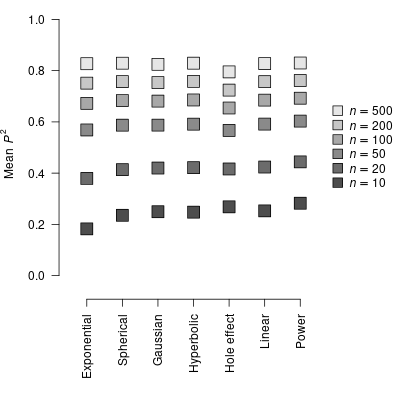 1.0
0.8
0.6
0.4
0.2
0.0
Mean P²
Exponential
Spherical
Gaussian
Hyperbolic
Hole effect
Linear
Power
n = 500
n = 200
n = 100
n = 50
n = 20
n = 10